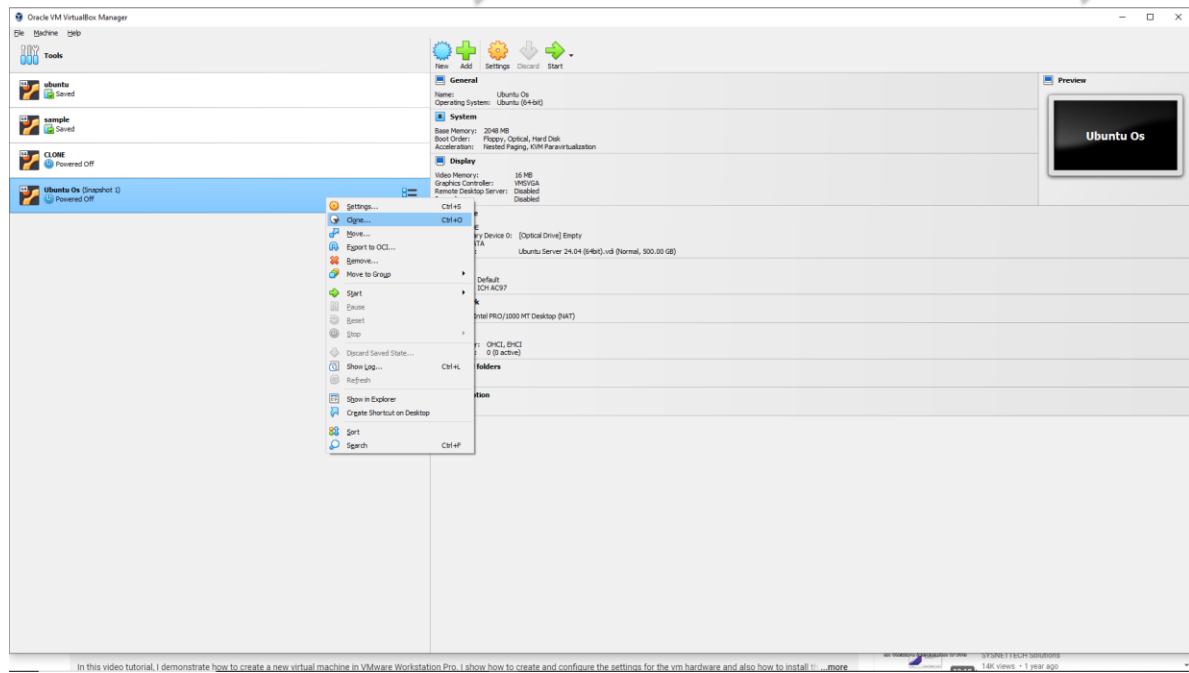 Oracle VM VirtualBox Manager
File Machine Help
Tools
New Add Settings Discard Start
ubuntu
Saved
sample
Saved
CLONE
Powered Off
Ubuntu Os (Snapshot 1)
Powered Off
Settings... Ctrl+S
Clone... Ctrl+O
Move...
Export to OCI...
Remove...
Move to Group
Start
Pause
Reset
Stop
Discard Saved State...
Show Log... Ctrl+L
Refresh
Show in Explorer
Create Shortcut on Desktop
Sort
Search Ctrl+F
General
Name: Ubuntu Os
Operating System: Ubuntu (64-bit)
System
Base Memory: 2048 MB
Boot Order: Floppy, Optical, Hard Disk
Acceleration: Nested Paging, KVM Paravirtualization
Display
Video Memory: 16 MB
Graphics Controller: VMSVGA
Remote Desktop Server: Disabled
Disabled
ry Device 0: [Optical Drive] Empty
Ubuntu Server 24.04 (64bit).vdi (Normal, 500.00 GB)
Default
ICH AC97
Intel PRO/1000 MT Desktop (NAT)
OHCI, EHCI
0 (0 active)
folders
Preview
Ubuntu Os
In this video tutorial, I demonstrate how to create a new virtual machine in VMware Workstation Pro. I show how to create and configure the settings for the vm hardware and also how to install ...more
SYSNETTECH Solutions
14K views • 1 year ago